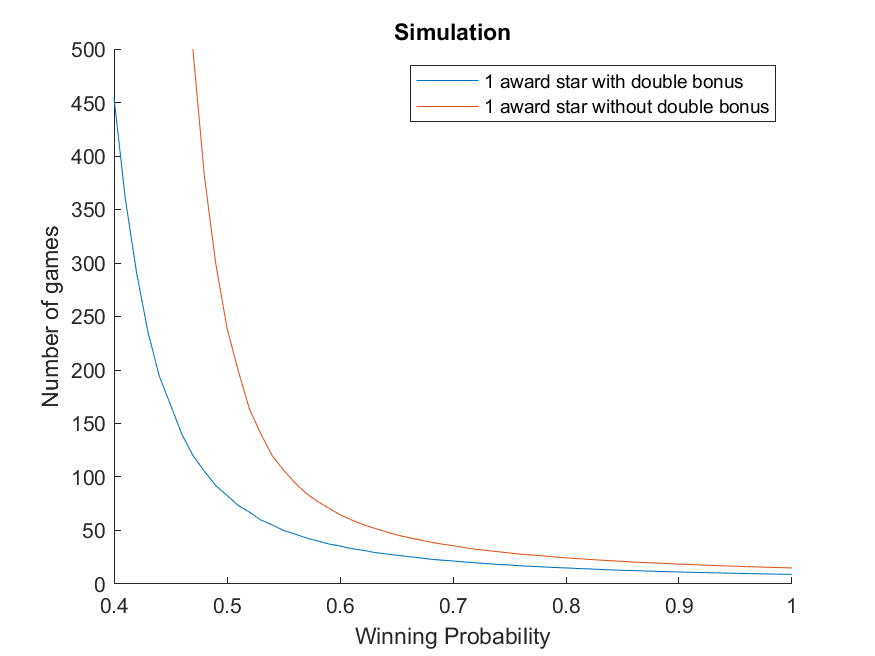 Simulation
1 award star with double bonus
1 award star without double bonus
500
450
400
350
300
250
200
150
100
50
0
Number of games
0.4 0.5 0.6 0.7 0.8 0.9 1
Winning Probability